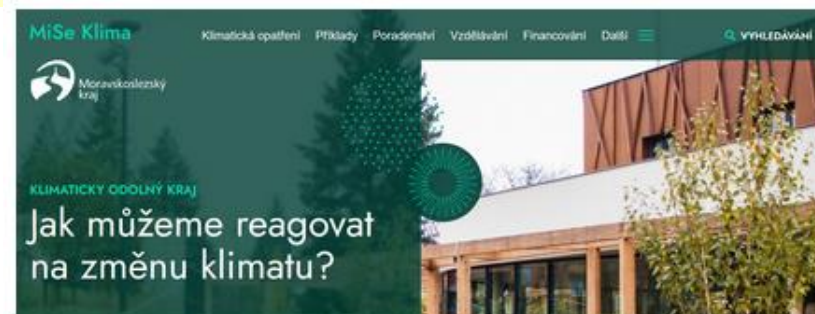 MiSe Klima
Klimatická opatření Příklady Poradenství Vzdělávání Financování Další VYHLEDÁVÁNÍ
Moravskoslezský
kraj
KLIMATICKY ODOLNÝ KRAJ
Jak můžeme reagovat
na změnu klimatu?